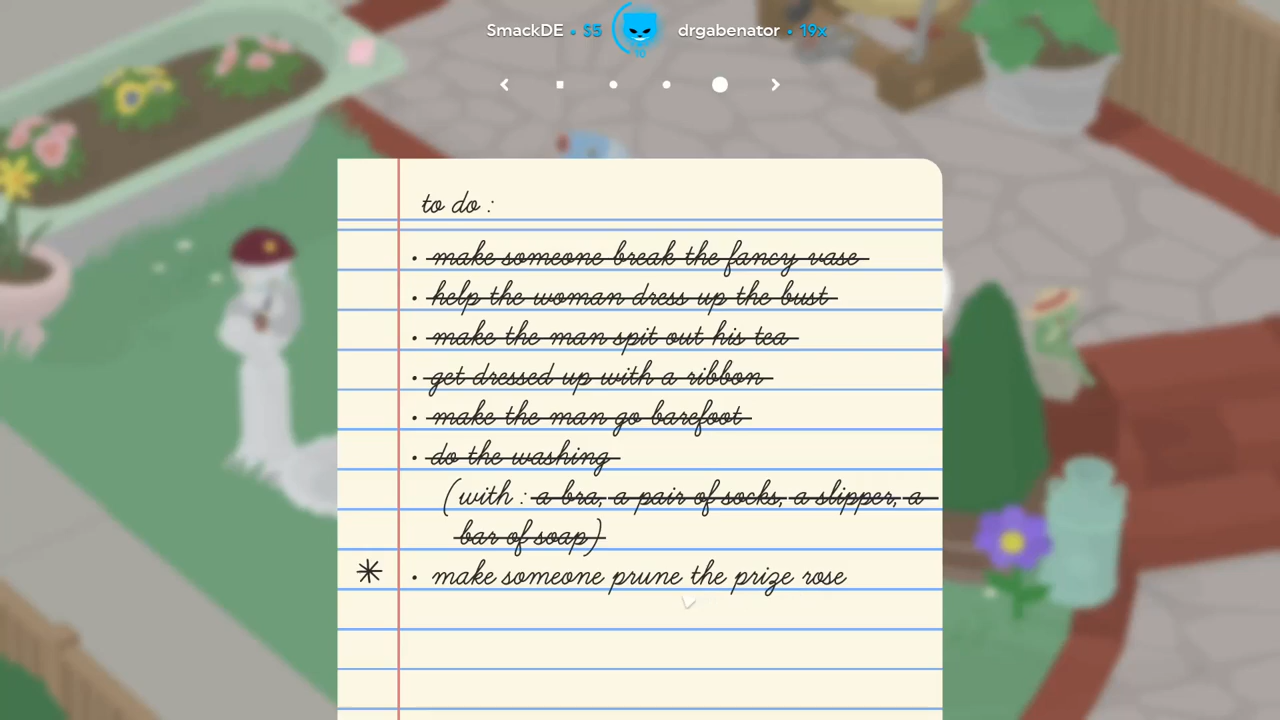 SmackDE • $5 drgabenator • 19x
10
to do :
• make someone break the fancy vase
• help the woman dress up the bust
• make the man spit out his tea
• get dressed up with a ribbon
• make the man go barefoot
• do the washing
(with : a bra, a pair of socks, a slipper, a
bar of soap)
• make someone prune the prize rose